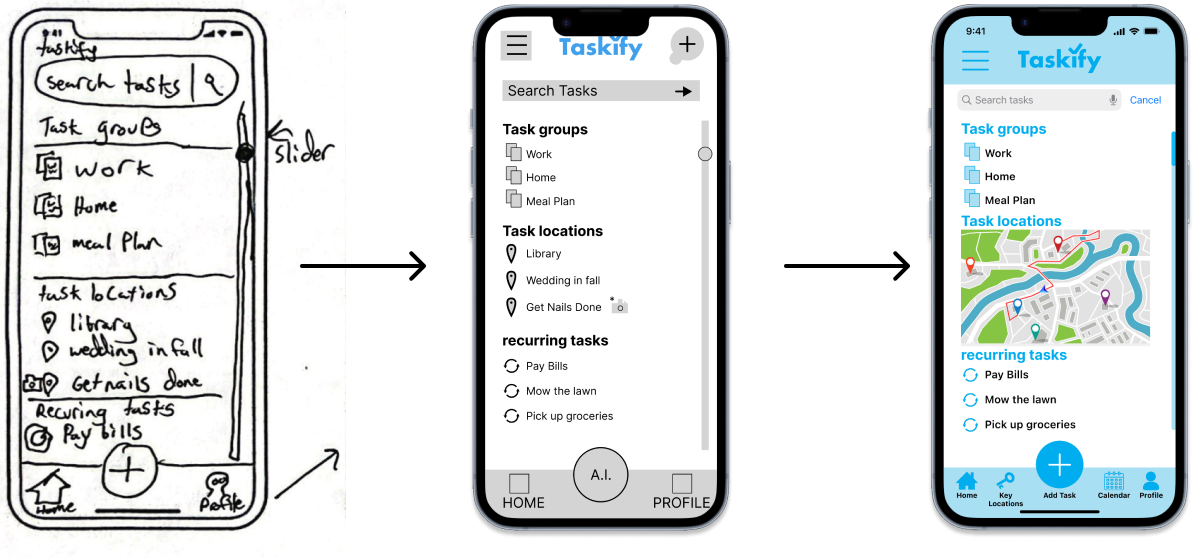 9:41
taskify
search tasks
Task groups
slider
work
Home
meal Plan
task locations
library
wedding in fall
Get nails done
Recuring tasks
Pay bills
Home
Profile
Taskify
Search Tasks
Task groups
Work
Home
Meal Plan
Task locations
Library
Wedding in fall
Get Nails Done *
recurring tasks
Pay Bills
Mow the lawn
Pick up groceries
A.I.
HOME
PROFILE
9:41
Taskify
Search tasks
Cancel
Task groups
Work
Home
Meal Plan
Task locations
recurring tasks
Pay Bills
Mow the lawn
Pick up groceries
Home
Key
Locations
Add Task
Calendar
Profile